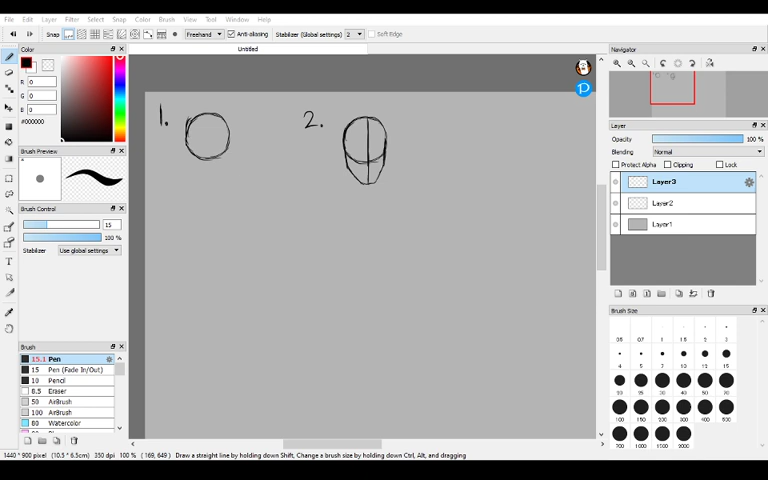 File Edit Layer Filter Select Snap Color Brush View Tool Window Help
Snap Freehand Anti-aliasing Stabilizer (Global settings) 2 Soft Edge
Untitled
Color
R 0
G 0
B 0
#000000
Brush Preview
Brush Control
15
100 %
Stabilizer Use global settings
Brush
15.1 Pen
15 Pen (Fade In/Out)
10 Pencil
8.5 Eraser
50 AirBrush
100 AirBrush
80 Watercolor
1. 2.
Navigator
Layer
Opacity 100 %
Blending Normal
Protect Alpha Clipping Lock
Layer3
Layer2
Layer1
Brush Size
1440 * 900 pixel (10.5 * 6.5cm) 350 dpi 100 % ( 169, 649 ) Draw a straight line by holding down Shift, Change a brush size by holding down Ctrl, Alt, and dragging